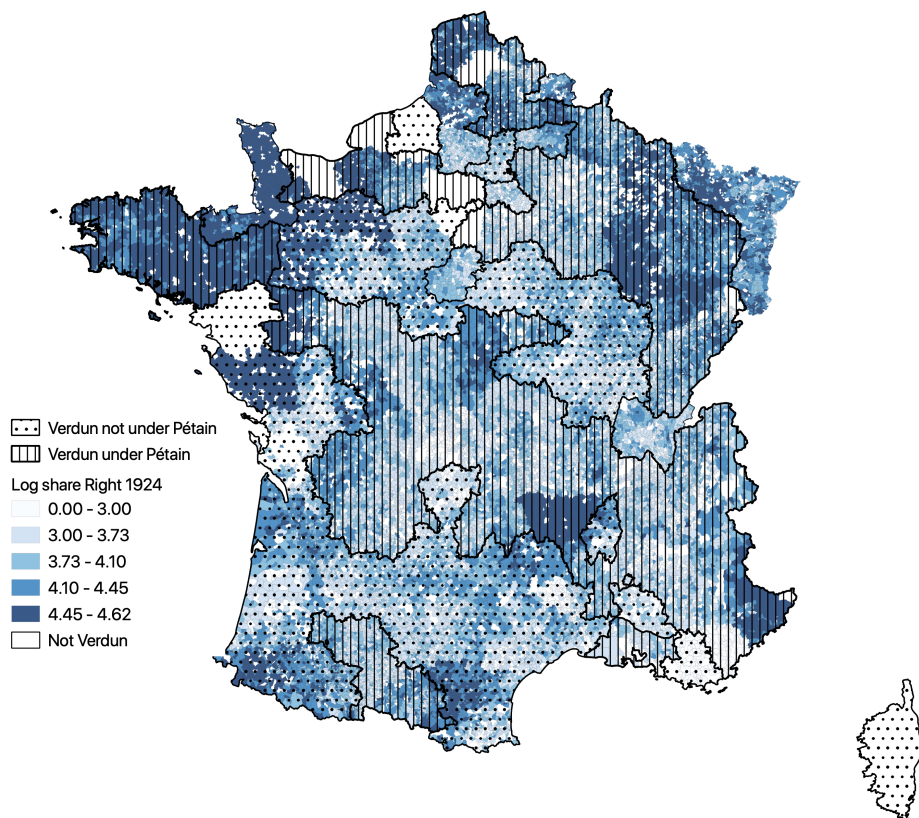 Verdun not under Pétain
Verdun under Pétain
Log share Right 1924
0.00 - 3.00
3.00 - 3.73
3.73 - 4.10
4.10 - 4.45
4.45 - 4.62
Not Verdun